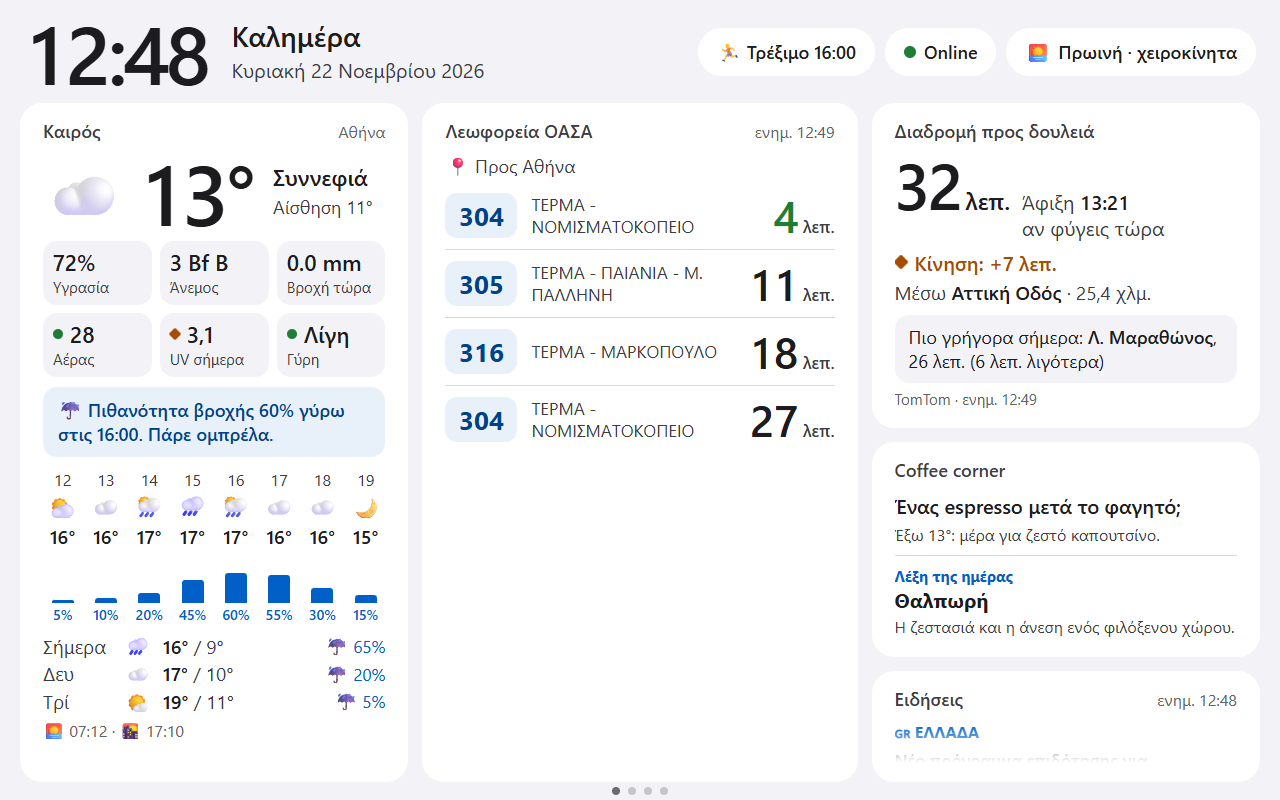 12:48
Καλημέρα
Κυριακή 22 Νοεμβρίου 2026
Τρέξιμο 16:00
Online
Πρωινή · χειροκίνητα
Καιρός
Αθήνα
13°
Συννεφιά
Αίσθηση 11°
72%
Υγρασία
3 Bf Β
Άνεμος
0.0 mm
Βροχή τώρα
28
Αέρας
3,1
UV σήμερα
Λίγη
Γύρη
Πιθανότητα βροχής 60% γύρω
στις 16:00. Πάρε ομπρέλα.
12 13 14 15 16 17 18 19
16° 16° 17° 17° 17° 16° 16° 15°
5% 10% 20% 45% 60% 55% 30% 15%
Σήμερα 16° / 9° 65%
Δευ 17° / 10° 20%
Τρί 19° / 11° 5%
07:12 · 17:10
Λεωφορεία ΟΑΣΑ
ενημ. 12:49
Προς Αθήνα
304
ΤΕΡΜΑ -
ΝΟΜΙΣΜΑΤΟΚΟΠΕΙΟ
4 λεπ.
305
ΤΕΡΜΑ - ΠΑΙΑΝΙΑ - Μ.
ΠΑΛΛΗΝΗ
11 λεπ.
316
ΤΕΡΜΑ - ΜΑΡΚΟΠΟΥΛΟ
18 λεπ.
304
ΤΕΡΜΑ -
ΝΟΜΙΣΜΑΤΟΚΟΠΕΙΟ
27 λεπ.
Διαδρομή προς δουλειά
32 λεπ.
Άφιξη 13:21
αν φύγεις τώρα
Κίνηση: +7 λεπ.
Μέσω Αττική Οδός · 25,4 χλμ.
Πιο γρήγορα σήμερα: Λ. Μαραθώνος,
26 λεπ. (6 λεπ. λιγότερα)
TomTom · ενημ. 12:49
Coffee corner
Ένας espresso μετά το φαγητό;
Έξω 13°: μέρα για ζεστό καπουτσίνο.
Λέξη της ημέρας
Θαλπωρή
Η ζεστασιά και η άνεση ενός φιλόξενου χώρου.
Ειδήσεις
ενημ. 12:48
GR ΕΛΛΑΔΑ
Νέο πρόγραμμα επιδότησης για